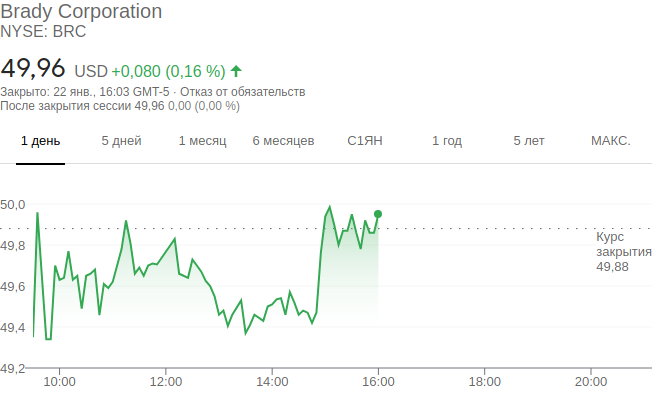 Brady Corporation
NYSE: BRC
49,96 USD +0,080 (0,16 %)
Закрыто: 22 янв., 16:03 GMT-5 · Отказ от обязательств
После закрытия сессии 49,96 0,00 (0,00 %)
1 день 5 дней 1 месяц 6 месяцев С1ЯН 1 год 5 лет МАКС.
50,0
49,8
49,6
49,4
49,2
Курс
закрытия
49.88
10:00 12:00 14:00 16:00 18:00 20:00